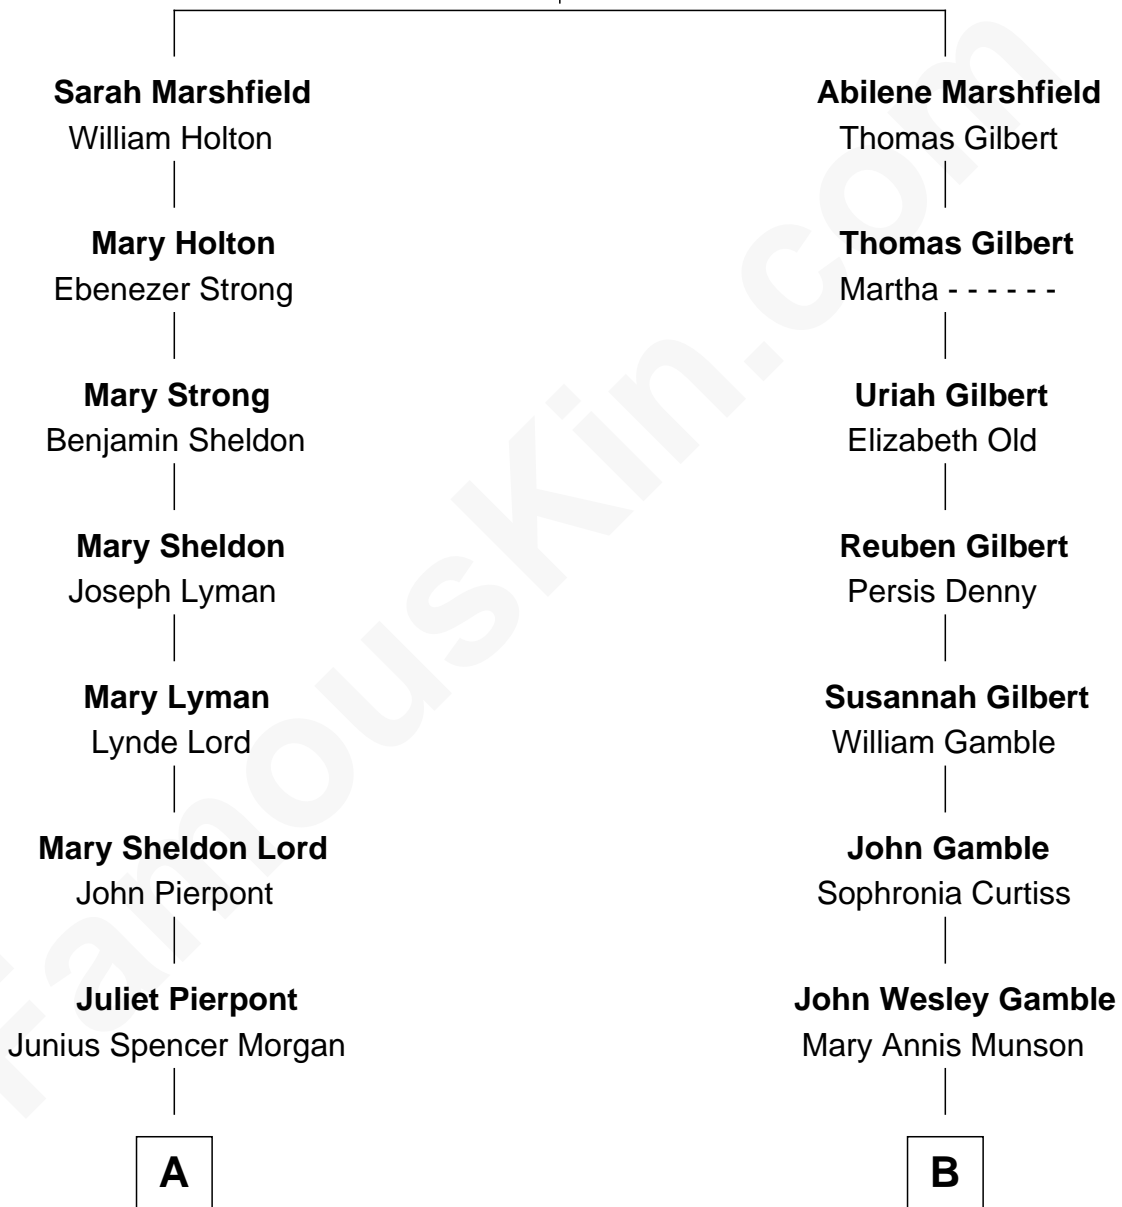 Sarah Marshfield
William Holton
Mary Holton
Ebenezer Strong
Mary Strong
Benjamin Sheldon
Mary Sheldon
Joseph Lyman
Mary Lyman
Lynde Lord
Mary Sheldon Lord
John Pierpont
Juliet Pierpont
Junius Spencer Morgan
A
Abilene Marshfield
Thomas Gilbert
Thomas Gilbert
Martha - - - - - -
Uriah Gilbert
Elizabeth Old
Reuben Gilbert
Persis Denny
Susannah Gilbert
William Gamble
John Gamble
Sophronia Curtiss
John Wesley Gamble
Mary Annis Munson
B
FamousKin.com